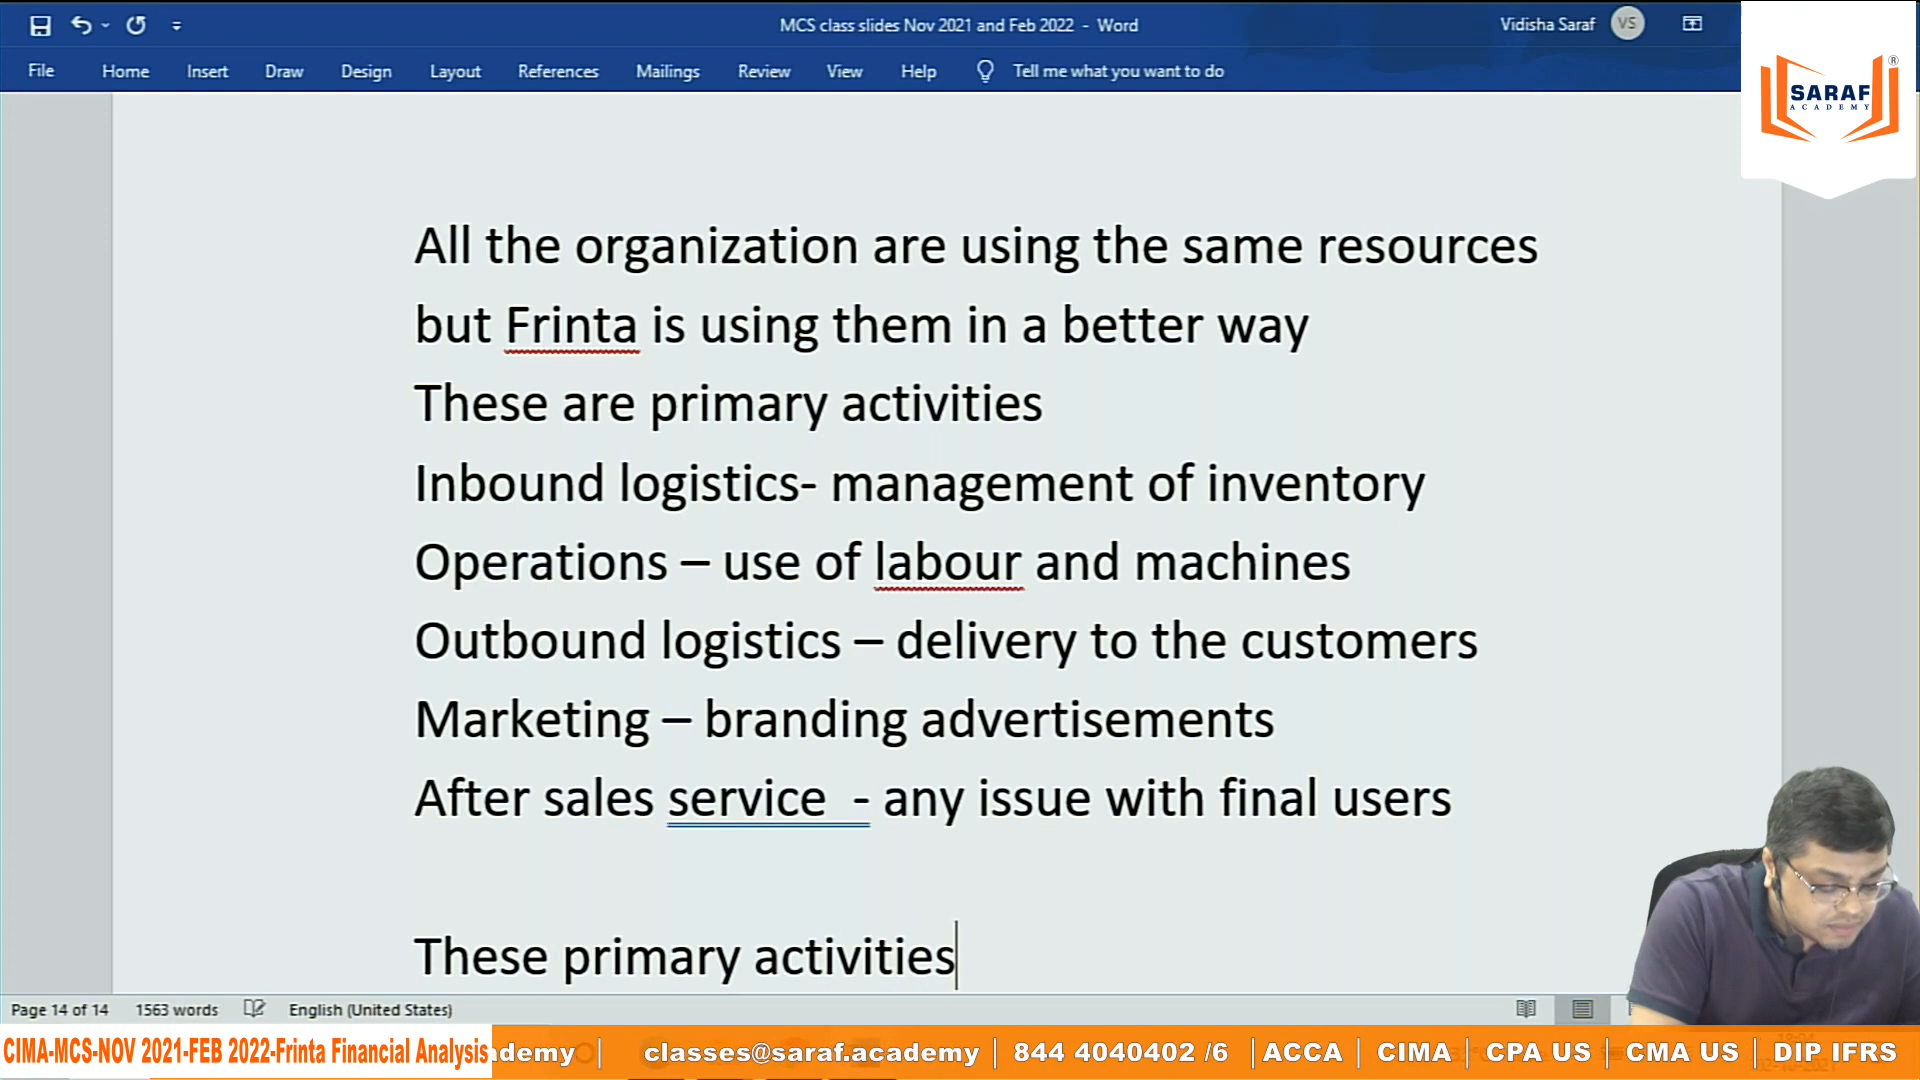 MCS class slides Nov 2021 and Feb 2022 - Word
Vidisha Saraf VS
File Home Insert Draw Design Layout References Mailings Review View Help Tell me what you want to do
SARAF
ACADEMY
®
All the organization are using the same resources
but Frinta is using them in a better way
These are primary activities
Inbound logistics- management of inventory
Operations – use of labour and machines
Outbound logistics – delivery to the customers
Marketing – branding advertisements
After sales service - any issue with final users
These primary activities
Page 14 of 14 1563 words English (United States)
CIMA-MCS-NOV 2021-FEB 2022-Frinta Financial Analysis
classes@saraf.academy | 844 4040402 /6 | ACCA | CIMA | CPA US | CMA US | DIP IFRS